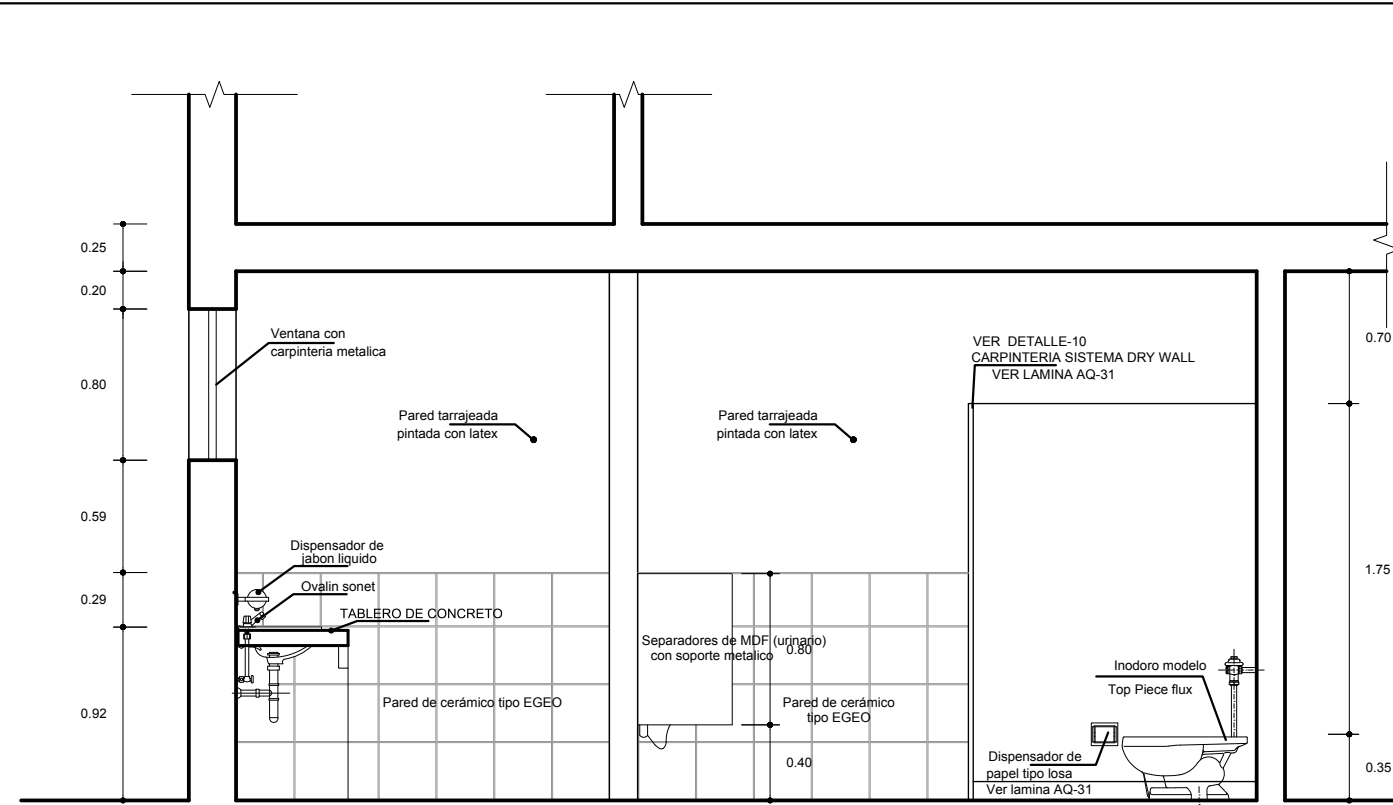 0.25
0.20
0.80
0.59
0.29
0.92
Ventana con
carpinteria metalica
Pared tarrajeada
pintada con latex
Pared tarrajeada
pintada con latex
VER DETALLE-10
CARPINTERIA SISTEMA DRY WALL
VER LAMINA AQ-31
0.70
1.75
0.35
Dispensador de
jabon liquido
Ovalin sonet
TABLERO DE CONCRETO
Separadores de MDF (urinario)
con soporte metalico
0.80
Pared de cerámico tipo EGEO
Pared de cerámico
tipo EGEO
0.40
Inodoro modelo
Top Piece flux
Dispensador de
papel tipo losa
Ver lamina AQ-31